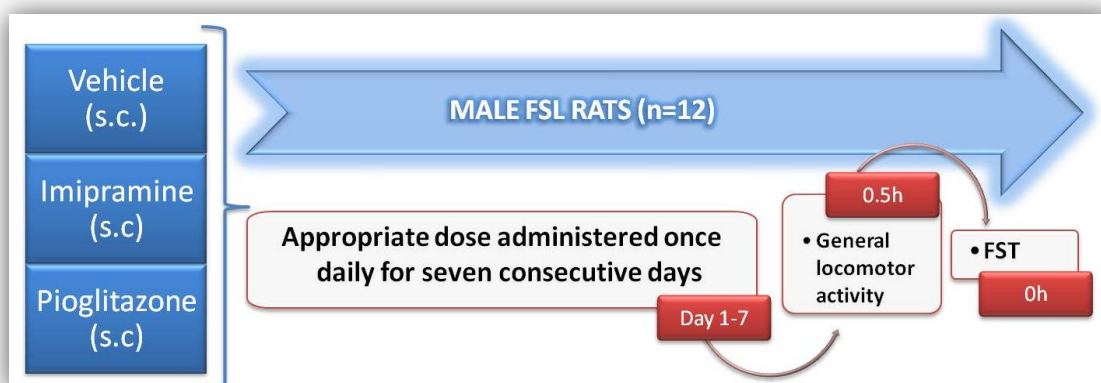 Vehicle
(s.c.)
Imipramine
(s.c)
Pioglitazone
(s.c)
MALE FSL RATS (n=12)
Appropriate dose administered once
daily for seven consecutive days
Day 1-7
0.5h
• General
locomotor
activity
• FST
0h